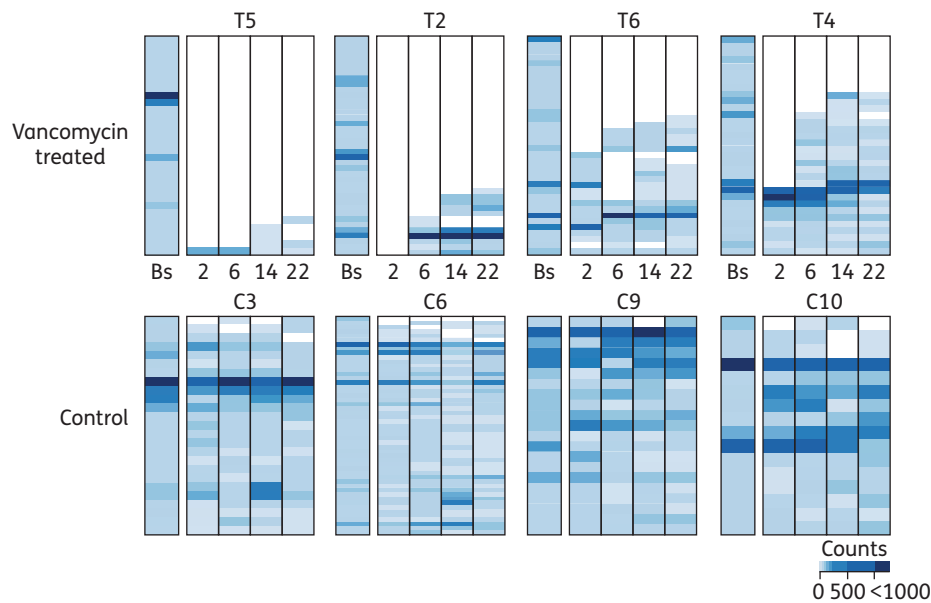 T5 T2 T6 T4
Vancomycin
treated
Bs 2 6 14 22 Bs 2 6 14 22 Bs 2 6 14 22 Bs 2 6 14 22
C3 C6 C9 C10
Control
Counts
0 500 <1000